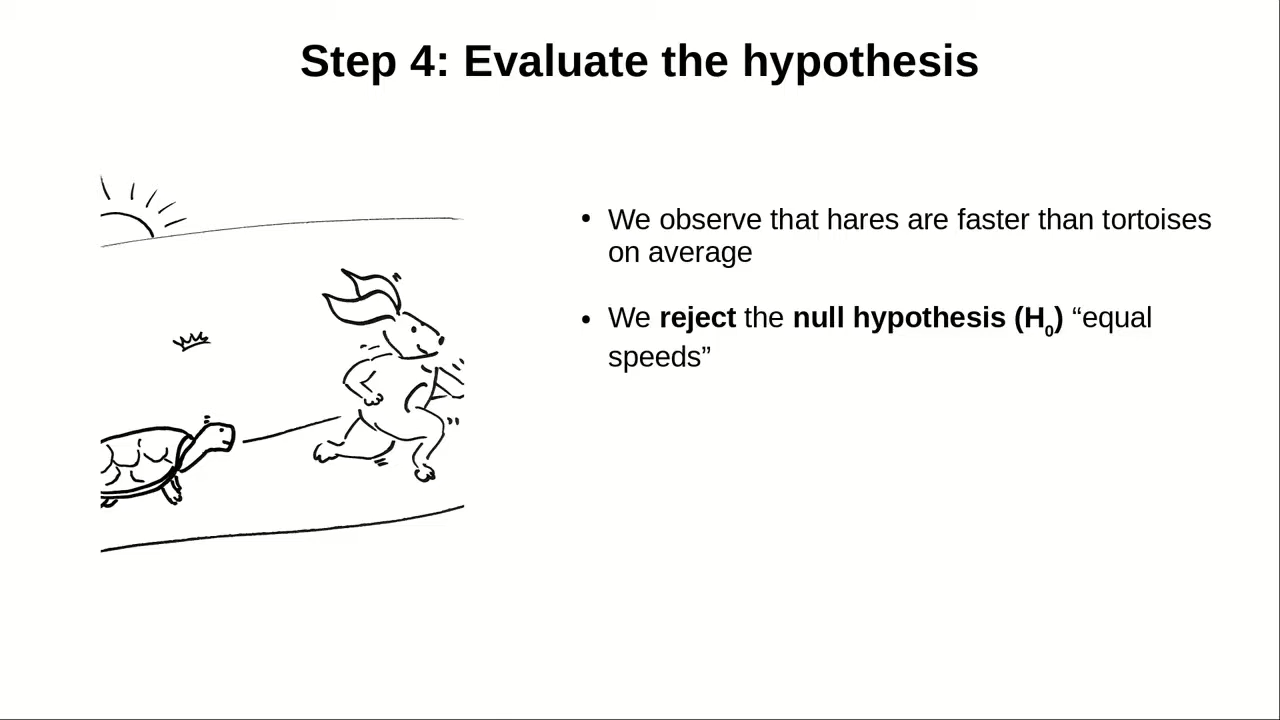 Step 4: Evaluate the hypothesis
• We observe that hares are faster than tortoises
on average
• We reject the null hypothesis (H₀) “equal
speeds”